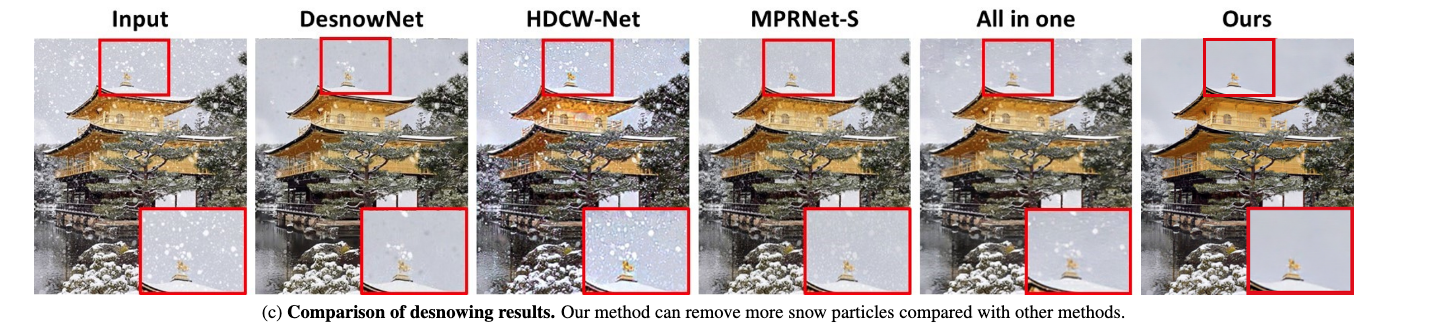 Input DesnowNet HDCW-Net MPRNet-S All in one Ours
(c) Comparison of desnowing results. Our method can remove more snow particles compared with other methods.